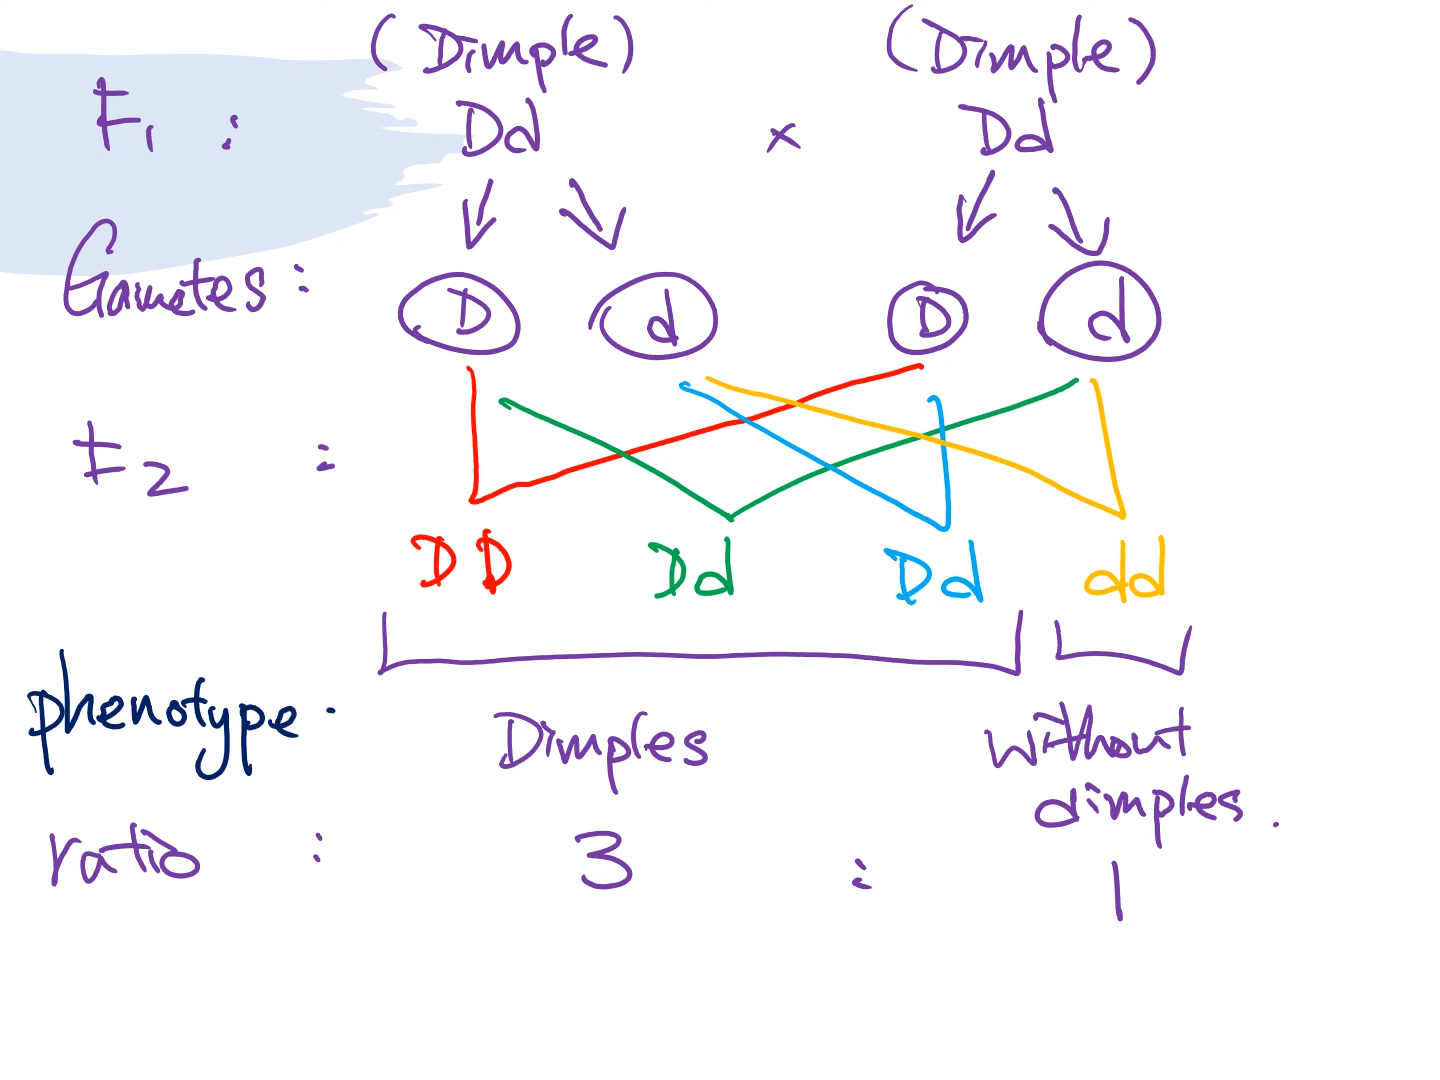 (Dimple) (Dimple)
F1 : Dd x Dd
Gametes : D d D d
F2 :
DD Dd Dd dd
phenotype. Dimples without
dimples.
ratio : 3 : 1